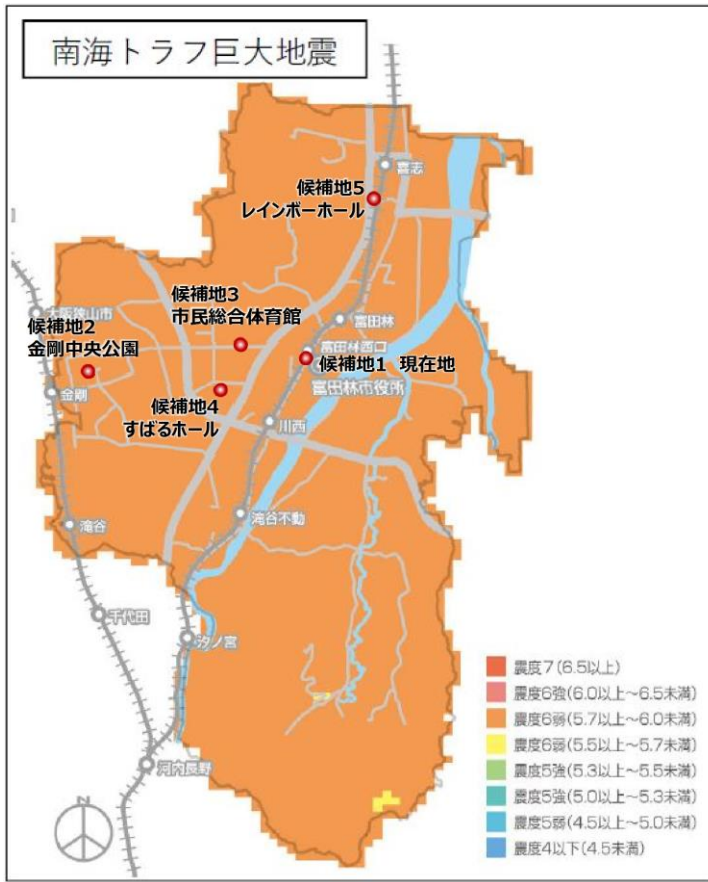 南海トラフ巨大地震
喜志
候補地5
レインボーホール
大阪狭山市
候補地2
金剛中央公園
候補地3
市民総合体育館
富田林
富田林西口
候補地1 現在地
富田林市役所
金剛
候補地4
すばるホール
川西
滝谷不動
滝谷
千代田
汐ノ宮
河内長野
N
震度7(6.5以上)
震度6強(6.0以上～6.5未満)
震度6弱(5.7以上～6.0未満)
震度6弱(5.5以上～5.7未満)
震度5強(5.3以上～5.5未満)
震度5強(5.0以上～5.3未満)
震度5弱(4.5以上～5.0未満)
震度4以下(4.5未満)